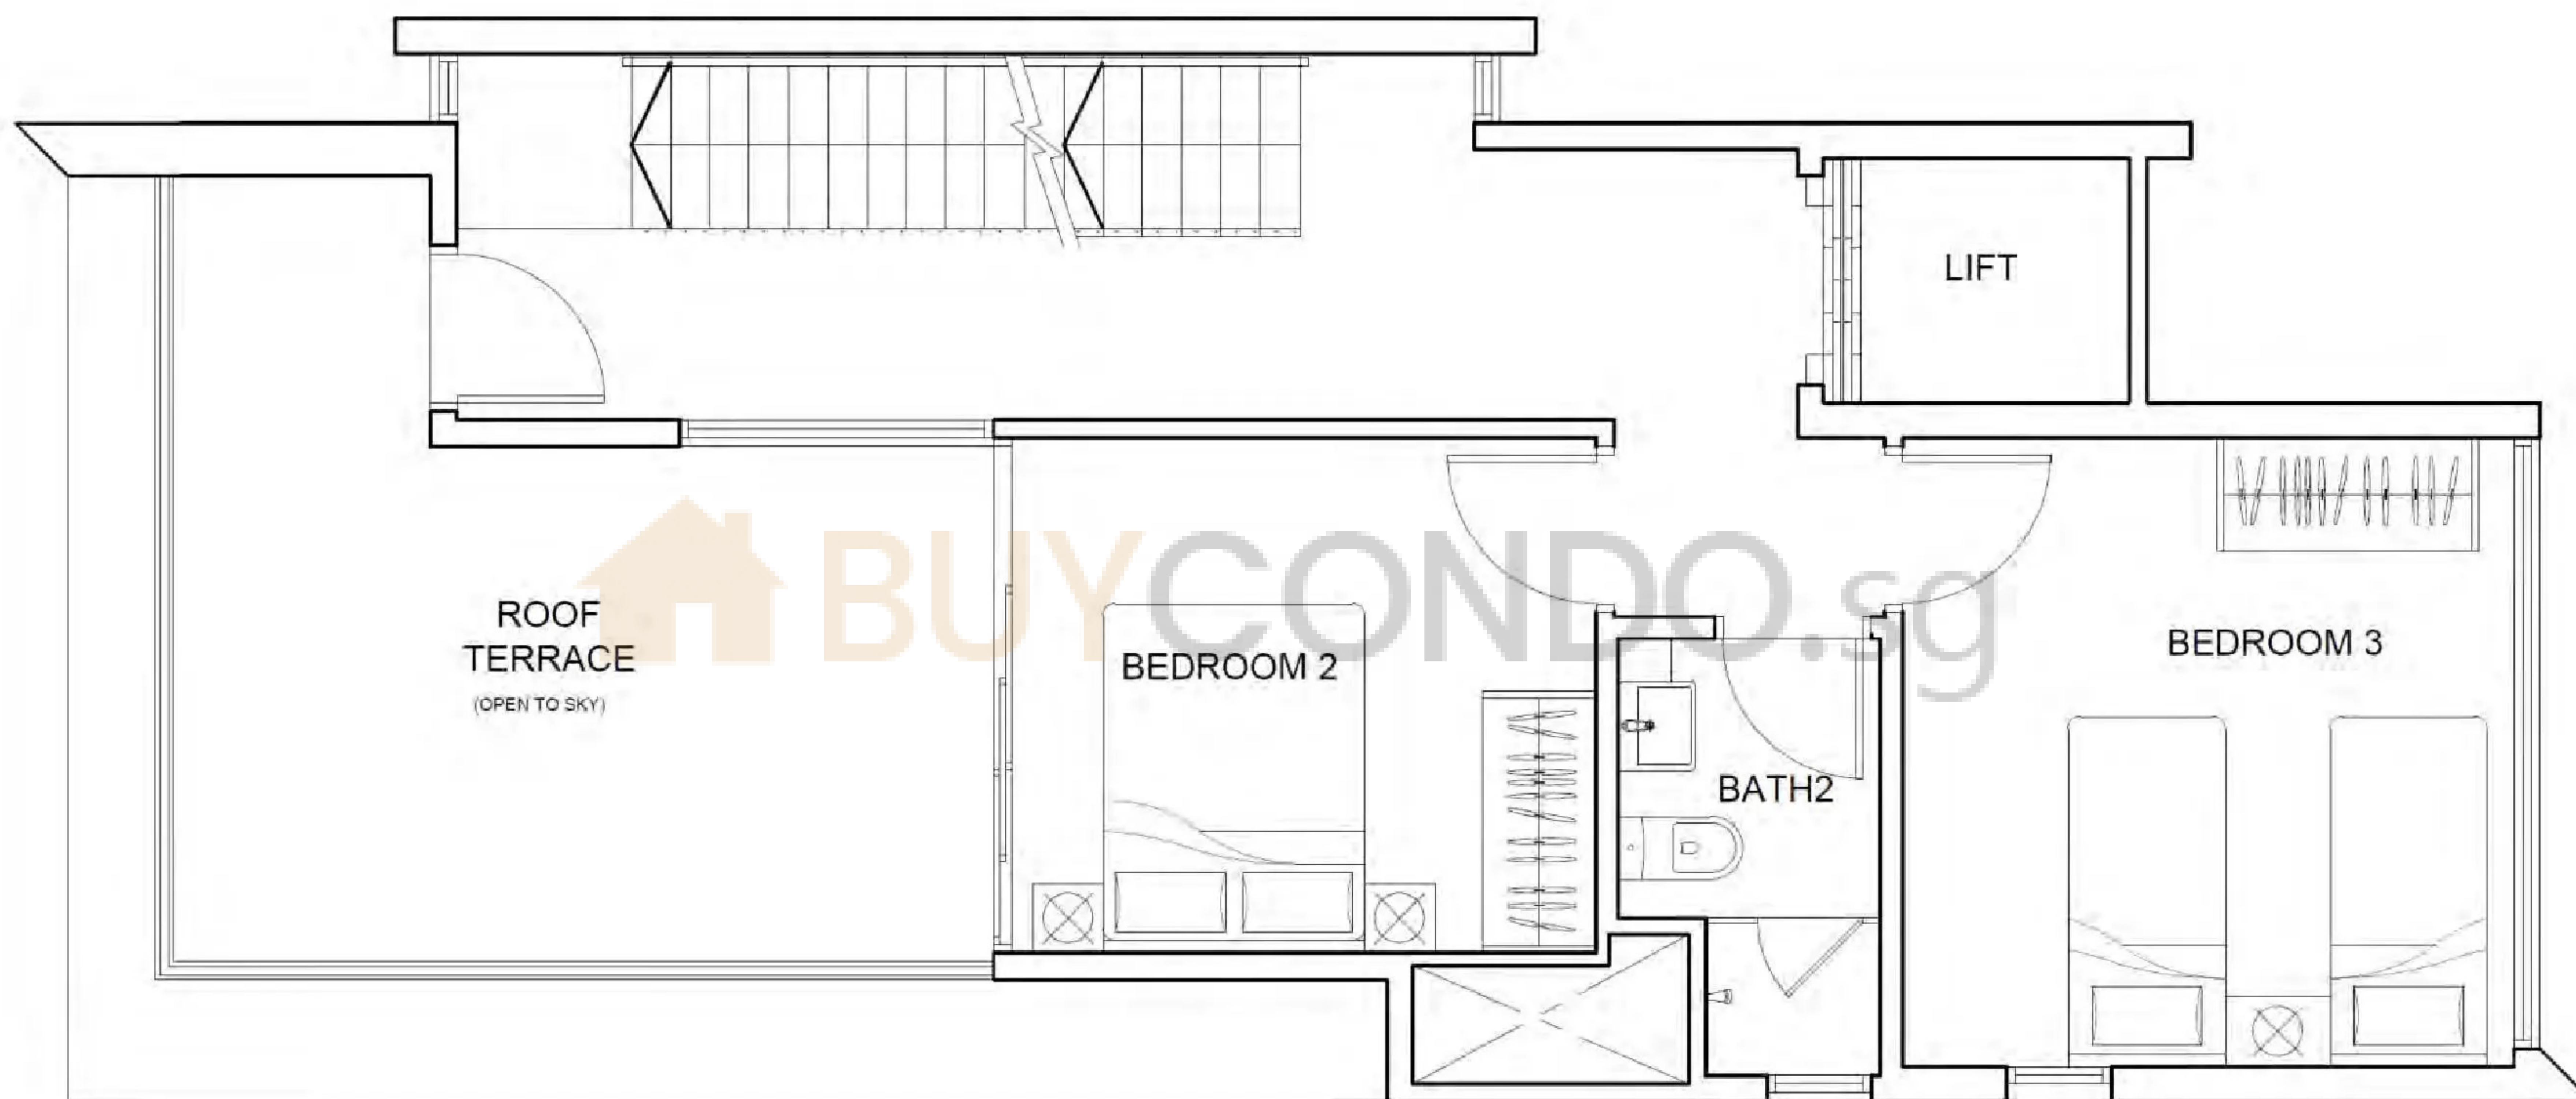 LIFT
ROOF
TERRACE
(OPEN TO SKY)
BUYCONDO.sg
BEDROOM 2
BEDROOM 3
BATH2